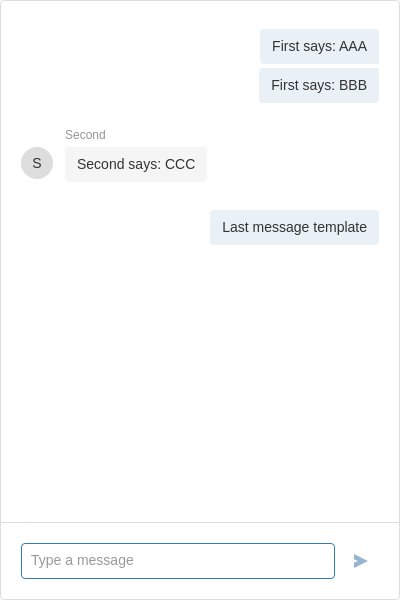 First says: AAA
First says: BBB
Second
S
Second says: CCC
Last message template
Type a message